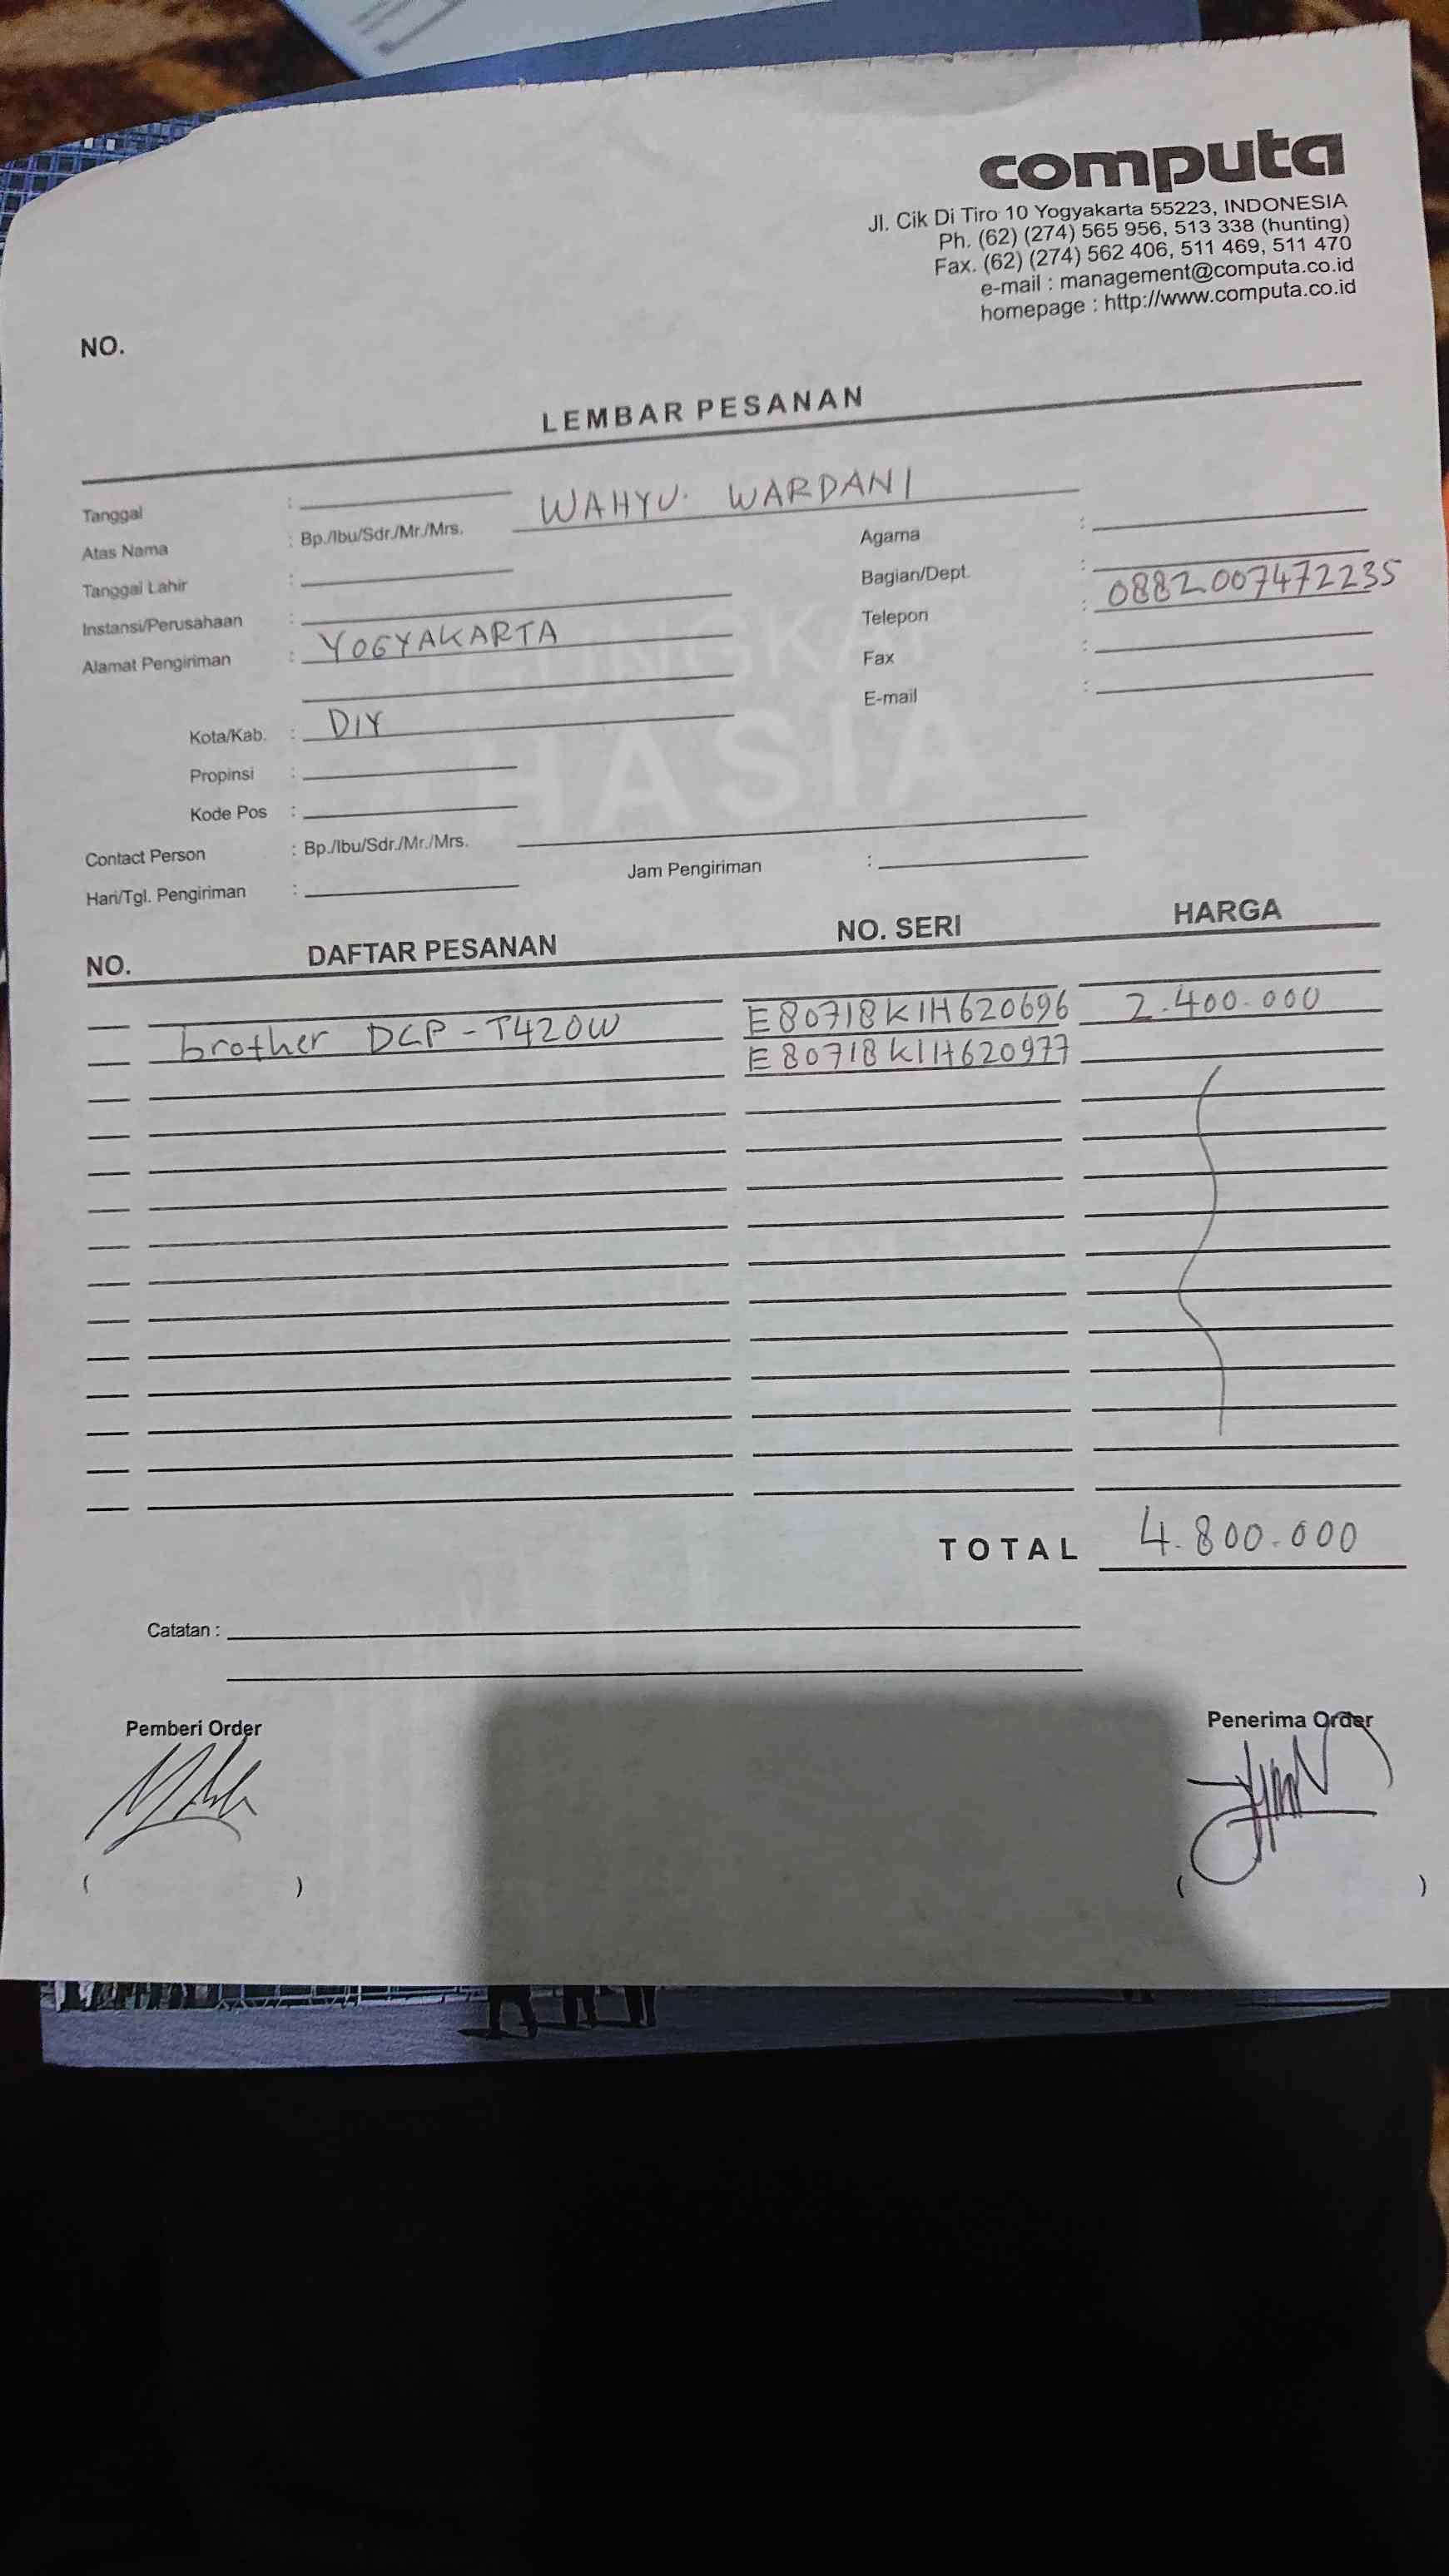 computa
Jl. Cik Di Tiro 10 Yogyakarta 55223, INDONESIA
Ph. (62) (274) 565 956, 513 338 (hunting)
Fax. (62) (274) 562 406, 511 469, 511 470
e-mail : management@computa.co.id
homepage : http://www.computa.co.id
NO.
LEMBAR PESANAN
Tanggal :
Atas Nama : Bp./Ibu/Sdr./Mr./Mrs. WAHYU WARDANI
Tanggal Lahir : Agama :
Instansi/Perusahaan : Bagian/Dept. :
Alamat Pengiriman : YOGYAKARTA Telepon : 0882007472235
Fax :
E-mail :
Kota/Kab. : DIY
Propinsi :
Kode Pos :
Contact Person : Bp./Ibu/Sdr./Mr./Mrs.
Hari/Tgl. Pengiriman : Jam Pengiriman :
NO. DAFTAR PESANAN NO. SERI HARGA
brother DCP-T420W E80718K1H620696 2.400.000
E80718K1H620977
TOTAL 4.800.000
Catatan :
Pemberi Order Penerima Order
( ) ( )